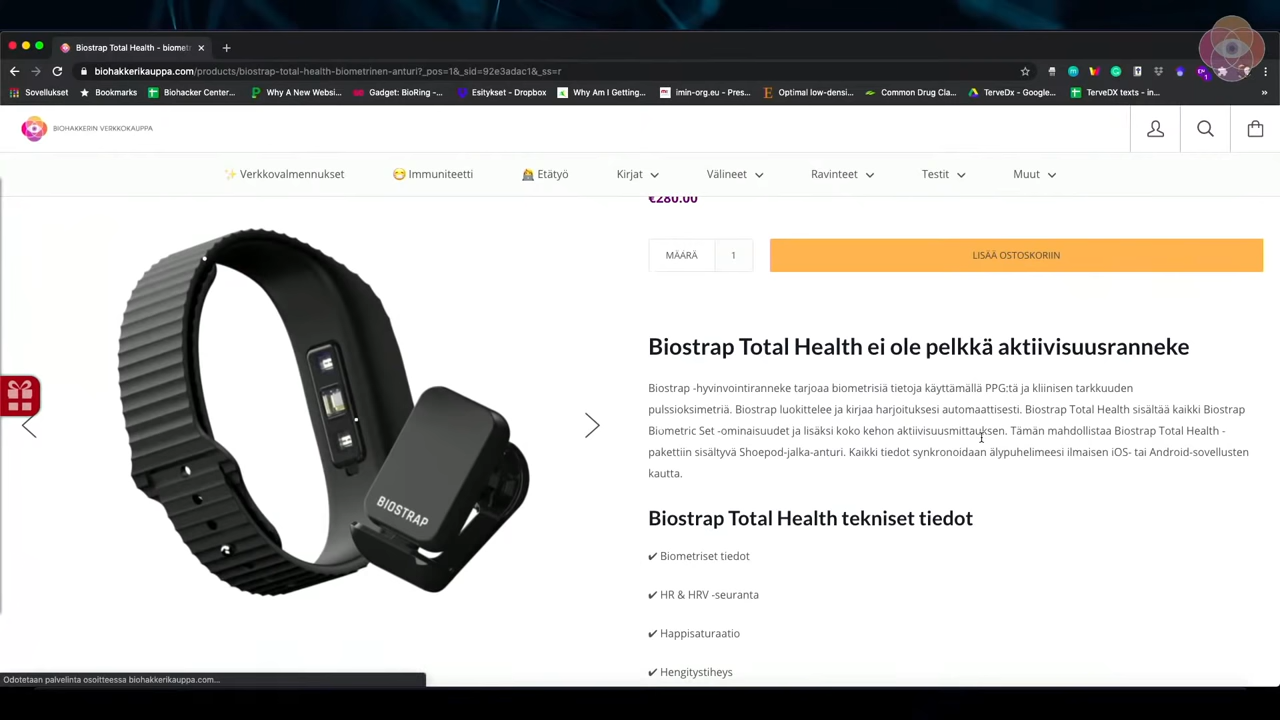 Biostrap Total Health - biometri
biohakkerikauppa.com/products/biostrap-total-health-biometrinen-anturi?_pos=1&_sid=92e3adac1&_ss=r
Sovellukset
Bookmarks
Biohacker Center...
Why A New Websi...
Gadget: BioRing -...
Esitykset - Dropbox
Why Am I Getting...
imin-org.eu - Pres...
Optimal low-densi...
Common Drug Cla...
TerveDx - Google...
TerveDX texts - in...
»
BIOHAKKERIN VERKKOKAUPPA
✨ Verkkovalmennukset
😷 Immuniteetti
Etätyö
Kirjat
Välineet
Ravinteet
Testit
Muut
€280.00
MÄÄRÄ
1
LISÄÄ OSTOSKORIIN
BIOSTRAP
Biostrap Total Health ei ole pelkkä aktiivisuusranneke
Biostrap -hyvinvointiranneke tarjoaa biometrisiä tietoja käyttämällä PPG:tä ja kliinisen tarkkuuden
pulssioksimetriä. Biostrap luokittelee ja kirjaa harjoituksesi automaattisesti. Biostrap Total Health sisältää kaikki Biostrap
Biometric Set -ominaisuudet ja lisäksi koko kehon aktiivisuusmittauksen. Tämän mahdollistaa Biostrap Total Health -
pakettiin sisältyvä Shoepod-jalka-anturi. Kaikki tiedot synkronoidaan älypuhelimeesi ilmaisen iOS- tai Android-sovellusten
kautta.
Biostrap Total Health tekniset tiedot
✔ Biometriset tiedot
✔ HR & HRV -seuranta
✔ Happisaturaatio
✔ Hengitystiheys
Odotetaan palvelinta osoitteessa biohakkerikauppa.com...